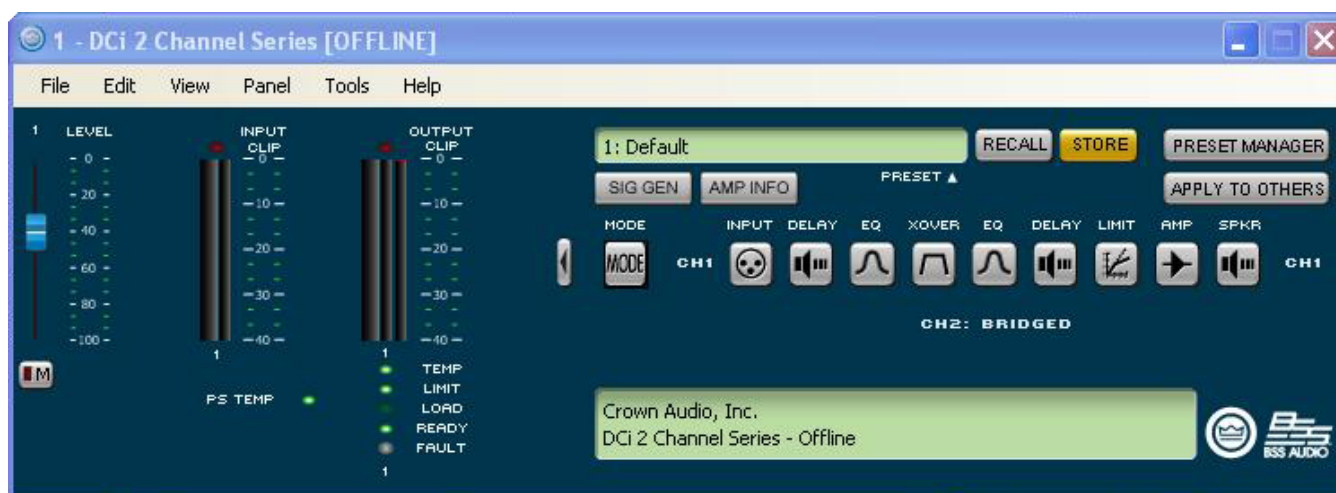 1 - DCi 2 Channel Series [OFFLINE]
File Edit View Panel Tools Help
1 LEVEL
- 0 -
- 20 -
- 40 -
- 60 -
- 80 -
-100-
M
INPUT
CLIP
-0-
-10-
-20-
-30-
-40-
1
PS TEMP
OUTPUT
CLIP
-0-
-10-
-20-
-30-
-40-
1
TEMP
LIMIT
LOAD
READY
FAULT
1
1: Default
RECALL STORE
PRESET MANAGER
PRESET ▲
SIG GEN AMP INFO
APPLY TO OTHERS
MODE INPUT DELAY EQ XOVER EQ DELAY LIMIT AMP SPKR
MODE CH1 CH1
CH2: BRIDGED
Crown Audio, Inc.
DCi 2 Channel Series - Offline
BSS
BSS AUDIO